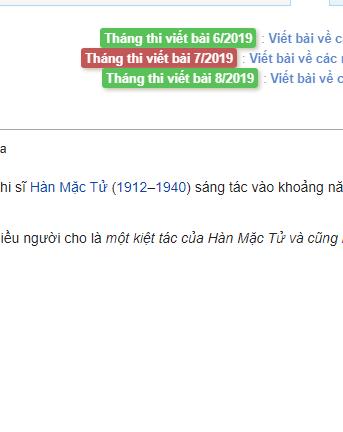 Tháng thi viết bài 6/2019 : Viết bài về c
Tháng thi viết bài 7/2019 : Viết bài về các
Tháng thi viết bài 8/2019 : Viết bài về c
a
hi sĩ Hàn Mặc Tử (1912–1940) sáng tác vào khoảng nă
iều người cho là một kiệt tác của Hàn Mặc Tử và cũng